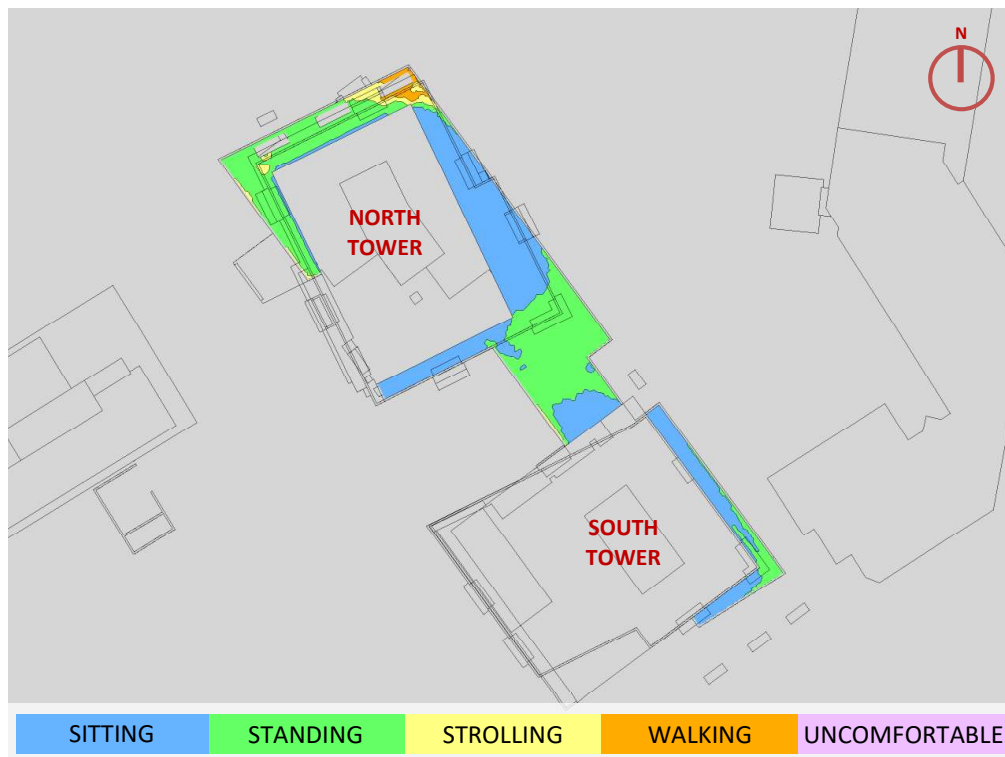 N
NORTH
TOWER
SOUTH
TOWER
SITTING STANDING STROLLING WALKING UNCOMFORTABLE